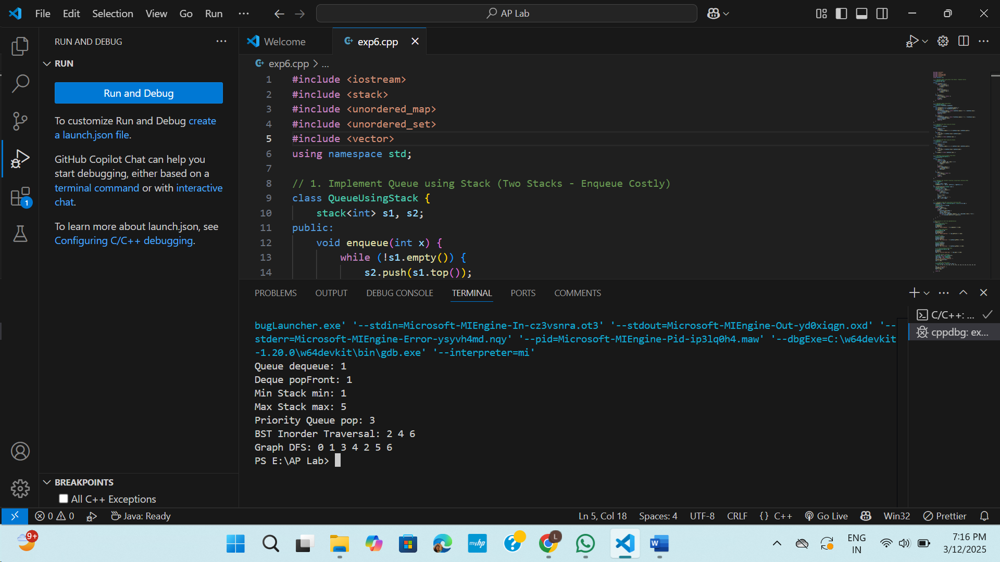 File Edit Selection View Go Run ···
AP Lab
RUN AND DEBUG ···
RUN
Run and Debug
To customize Run and Debug create
a launch.json file.
GitHub Copilot Chat can help you
start debugging, either based on a
terminal command or with interactive
chat.
To learn more about launch.json, see
Configuring C/C++ debugging.
1
BREAKPOINTS
All C++ Exceptions
Welcome
exp6.cpp
exp6.cpp > ...
1 #include <iostream>
2 #include <stack>
3 #include <unordered_map>
4 #include <unordered_set>
5 #include <vector>
6 using namespace std;
7
8 // 1. Implement Queue using Stack (Two Stacks - Enqueue Costly)
9 class QueueUsingStack {
10 stack<int> s1, s2;
11 public:
12 void enqueue(int x) {
13 while (!s1.empty()) {
14 s2.push(s1.top());
PROBLEMS OUTPUT DEBUG CONSOLE TERMINAL PORTS COMMENTS
bugLauncher.exe' '--stdin=Microsoft-MIEngine-In-cz3vsnra.ot3' '--stdout=Microsoft-MIEngine-Out-yd0xiqgn.oxd' '--
stderr=Microsoft-MIEngine-Error-ysyvh4md.nqy' '--pid=Microsoft-MIEngine-Pid-ip3lq0h4.maw' '--dbgExe=C:\w64devkit
-1.20.0\w64devkit\bin\gdb.exe' '--interpreter=mi'
Queue dequeue: 1
Deque popFront: 1
Min Stack min: 1
Max Stack max: 5
Priority Queue pop: 3
BST Inorder Traversal: 2 4 6
Graph DFS: 0 1 3 4 2 5 6
PS E:\AP Lab>
C/C++: ...
cppdbg: ex...
0 0 Java: Ready
Ln 5, Col 18 Spaces: 4 UTF-8 CRLF {} C++ Go Live Win32 Prettier
9+
myhp
L
W
ENG
IN
7:16 PM
3/12/2025